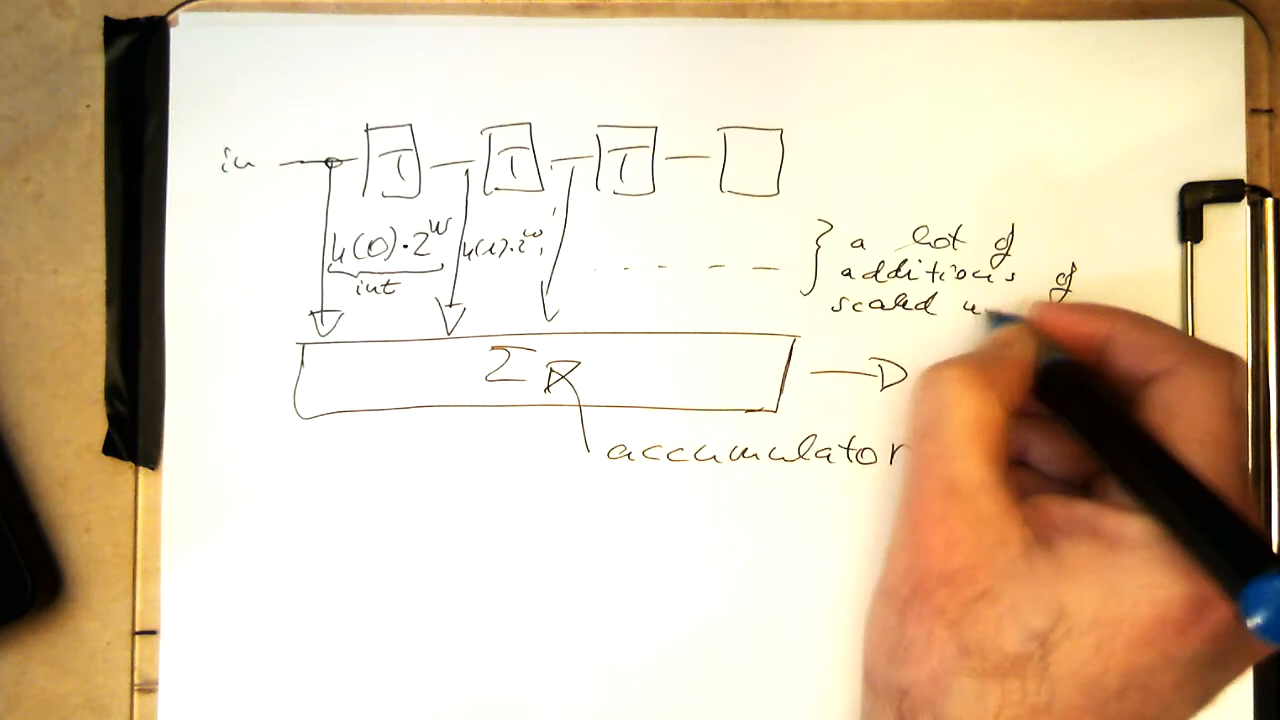 in
T T T
h(0)·2^w h(1)·2^w,
int
a lot of
additions of
scaled
Σ
accumulator